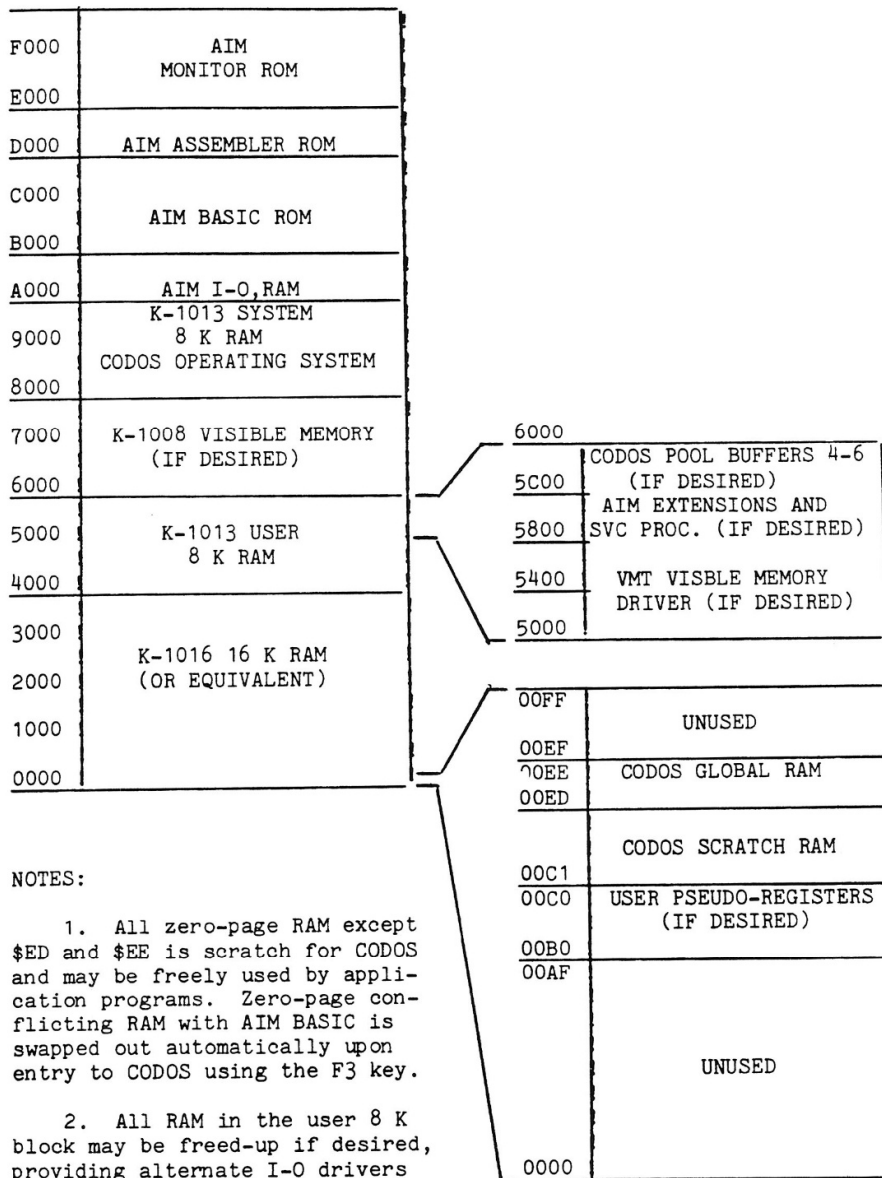 F000
AIM
MONITOR ROM
E000
D000 AIM ASSEMBLER ROM
C000
AIM BASIC ROM
B000
A000 AIM I-O,RAM
K-1013 SYSTEM
9000 8 K RAM
CODOS OPERATING SYSTEM
8000
7000 K-1008 VISIBLE MEMORY
(IF DESIRED)
6000
5000 K-1013 USER
8 K RAM
4000
3000
K-1016 16 K RAM
2000 (OR EQUIVALENT)
1000
0000
6000
CODOS POOL BUFFERS 4-6
5C00 (IF DESIRED)
AIM EXTENSIONS AND
5800 SVC PROC. (IF DESIRED)
5400 VMT VISBLE MEMORY
DRIVER (IF DESIRED)
5000
00FF
UNUSED
00EF
00EE CODOS GLOBAL RAM
00ED
CODOS SCRATCH RAM
00C1
00C0 USER PSEUDO-REGISTERS
(IF DESIRED)
00B0
00AF
UNUSED
0000
NOTES:
1. All zero-page RAM except
$ED and $EE is scratch for CODOS
and may be freely used by appli-
cation programs. Zero-page con-
flicting RAM with AIM BASIC is
swapped out automatically upon
entry to CODOS using the F3 key.
2. All RAM in the user 8 K
block may be freed-up if desired,
providing alternate I-O drivers